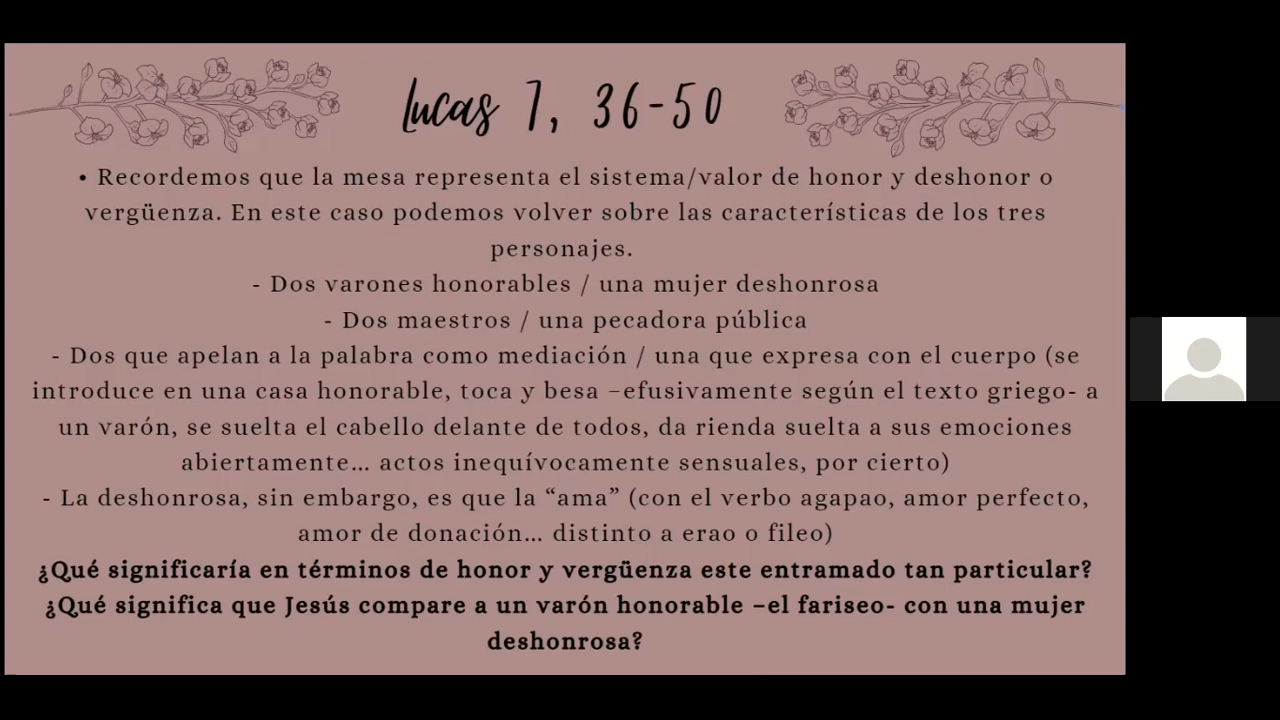 Lucas 7, 36-50
• Recordemos que la mesa representa el sistema/valor de honor y deshonor o
vergüenza. En este caso podemos volver sobre las características de los tres
personajes.
- Dos varones honorables / una mujer deshonrosa
- Dos maestros / una pecadora pública
- Dos que apelan a la palabra como mediación / una que expresa con el cuerpo (se
introduce en una casa honorable, toca y besa –efusivamente según el texto griego- a
un varón, se suelta el cabello delante de todos, da rienda suelta a sus emociones
abiertamente... actos inequívocamente sensuales, por cierto)
- La deshonrosa, sin embargo, es que la “ama” (con el verbo agapao, amor perfecto,
amor de donación... distinto a erao o fileo)
¿Qué significaría en términos de honor y vergüenza este entramado tan particular?
¿Qué significa que Jesús compare a un varón honorable –el fariseo- con una mujer
deshonrosa?